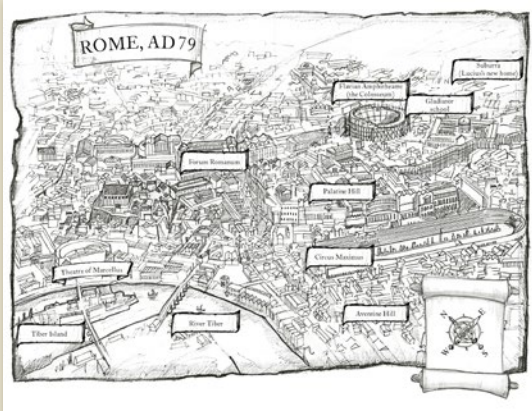 ROME, AD 79
Suburra
(Lucius's new home)
Flavian Amphitheatre
(the Colosseum)
Gladiator
school
Forum Romanum
Palatine Hill
Circus Maximus
Theatre of Marcellus
Tiber Island
River Tiber
Aventine Hill
N
E
W
S